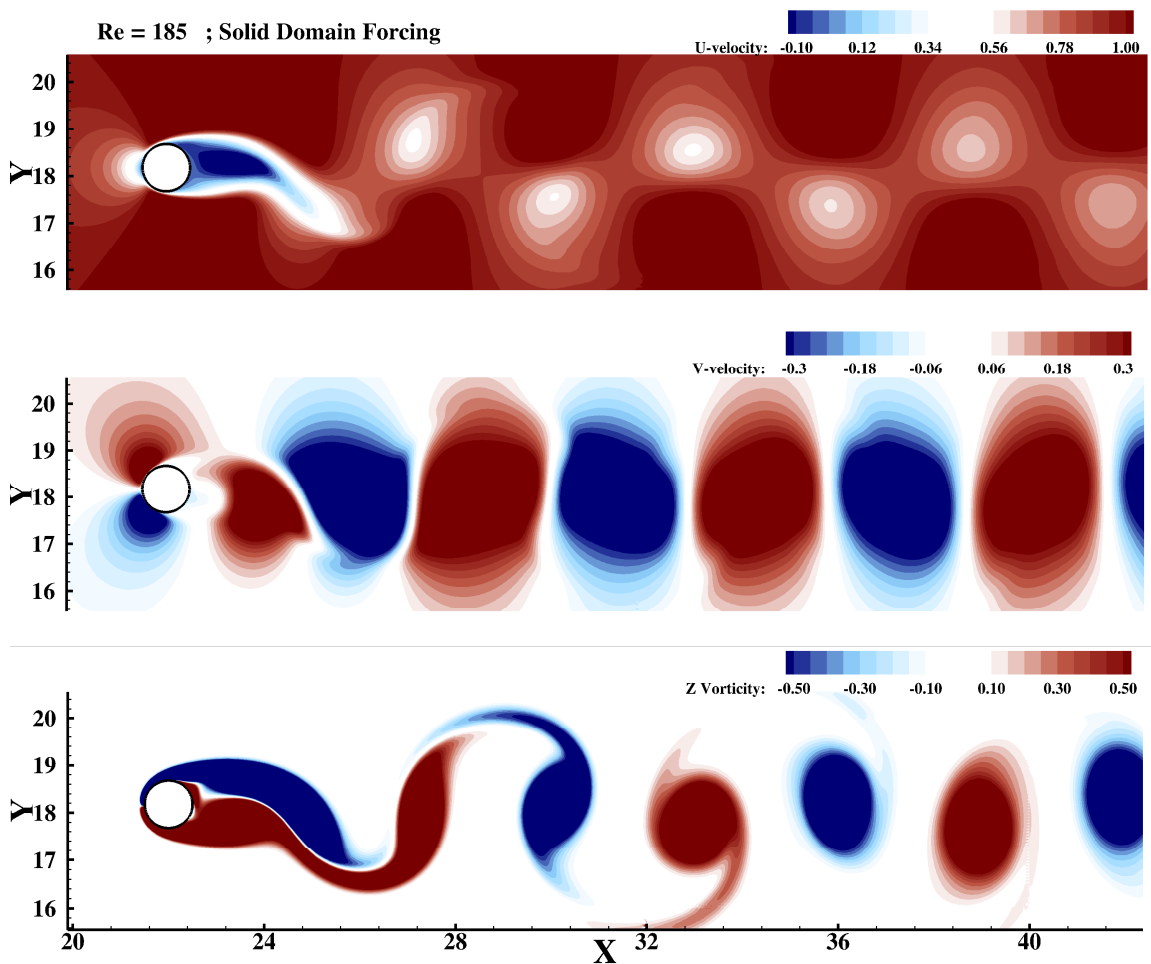 Re = 185 ; Solid Domain Forcing
U-velocity: -0.10 0.12 0.34 0.56 0.78 1.00
Y
20
19
18
17
16
V-velocity: -0.3 -0.18 -0.06 0.06 0.18 0.3
Y
20
19
18
17
16
Z Vorticity: -0.50 -0.30 -0.10 0.10 0.30 0.50
Y
20
19
18
17
16
20 24 28 32 36 40
X